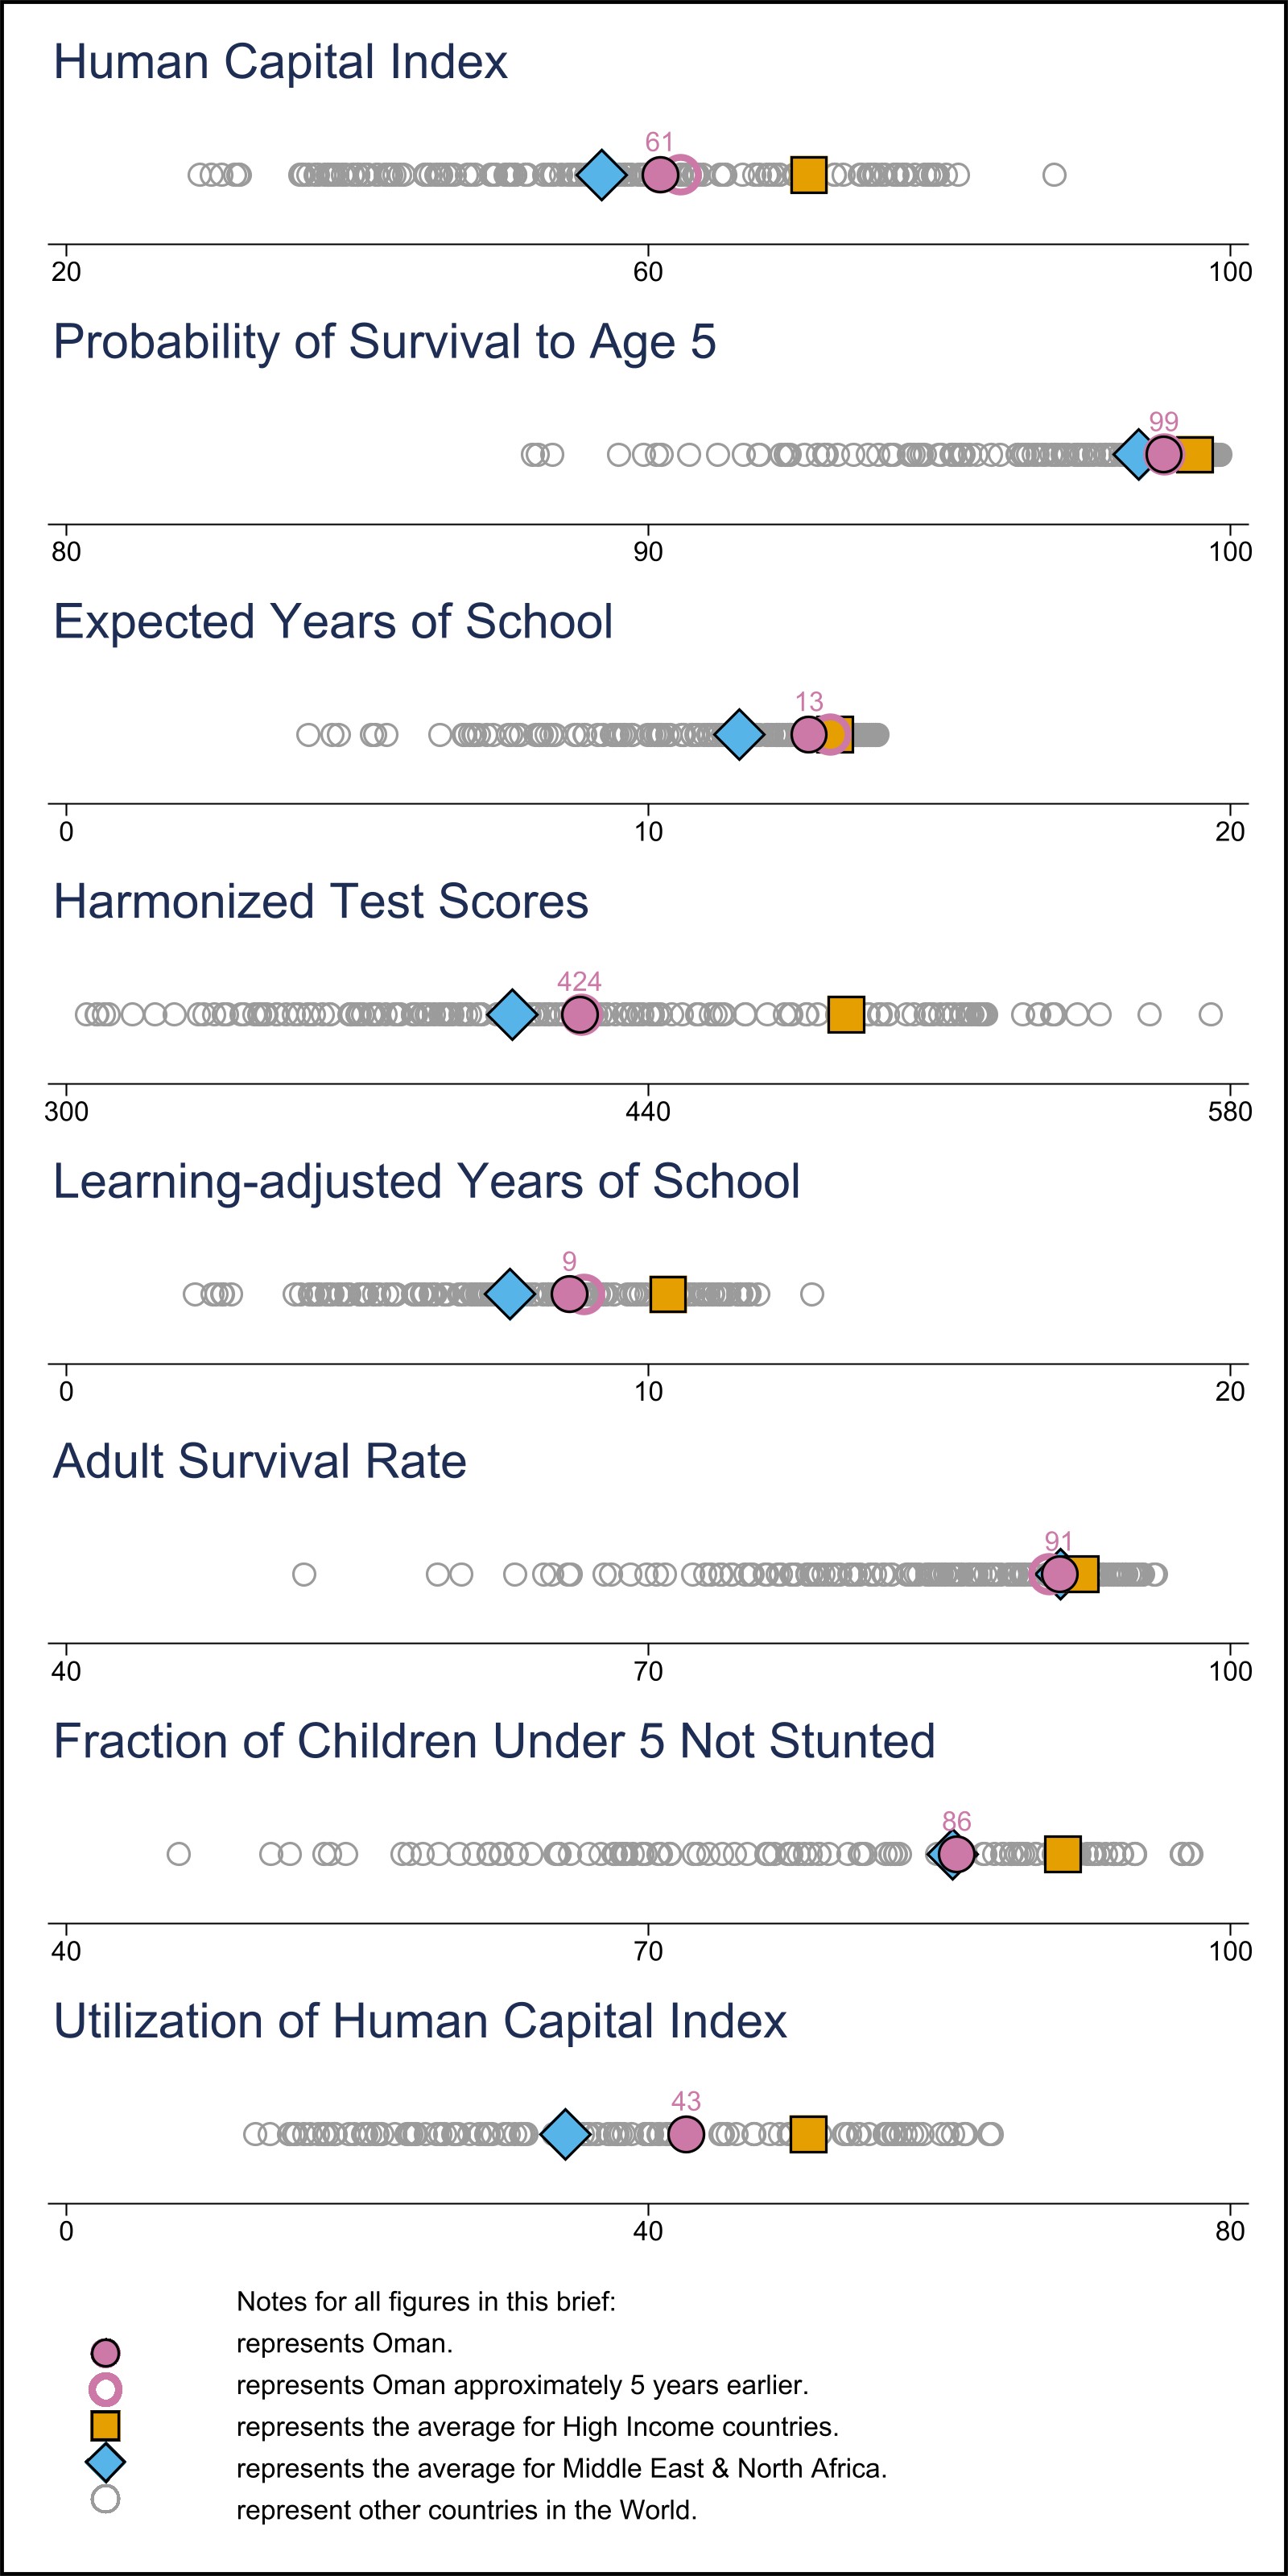 Human Capital Index
61
20 60 100
Probability of Survival to Age 5
99
80 90 100
Expected Years of School
13
0 10 20
Harmonized Test Scores
424
300 440 580
Learning-adjusted Years of School
9
0 10 20
Adult Survival Rate
91
40 70 100
Fraction of Children Under 5 Not Stunted
86
40 70 100
Utilization of Human Capital Index
43
0 40 80
Notes for all figures in this brief:
represents Oman.
represents Oman approximately 5 years earlier.
represents the average for High Income countries.
represents the average for Middle East & North Africa.
represent other countries in the World.